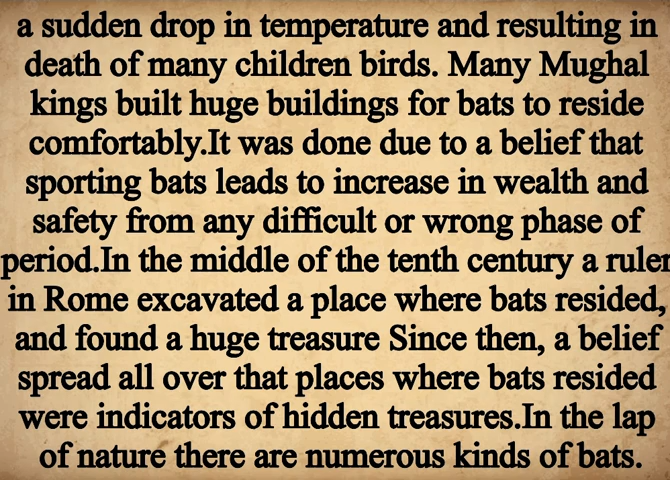 a sudden drop in temperature and resulting in
death of many children birds. Many Mughal
kings built huge buildings for bats to reside
comfortably.It was done due to a belief that
sporting bats leads to increase in wealth and
safety from any difficult or wrong phase of
period.In the middle of the tenth century a ruler
in Rome excavated a place where bats resided,
and found a huge treasure Since then, a belief
spread all over that places where bats resided
were indicators of hidden treasures.In the lap
of nature there are numerous kinds of bats.